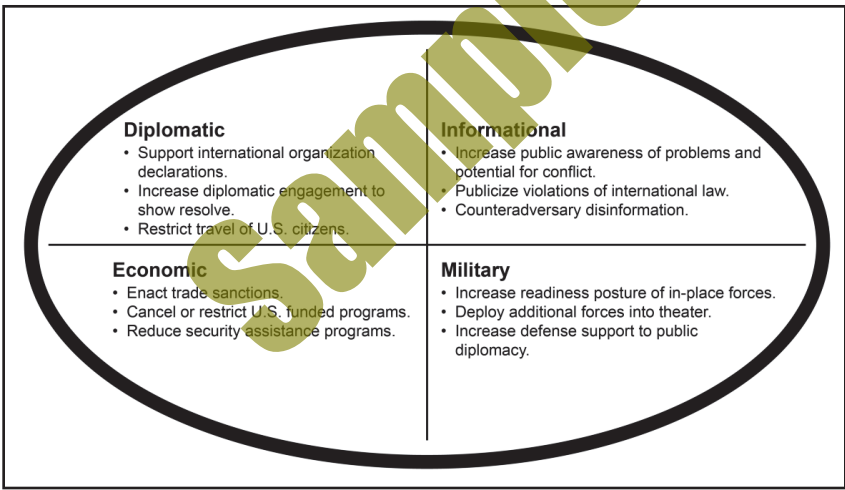 Sample
Diplomatic
• Support international organization
declarations.
• Increase diplomatic engagement to
show resolve.
• Restrict travel of U.S. citizens.
Informational
• Increase public awareness of problems and
potential for conflict.
• Publicize violations of international law.
• Counteradversary disinformation.
Economic
• Enact trade sanctions.
• Cancel or restrict U.S. funded programs.
• Reduce security assistance programs.
Military
• Increase readiness posture of in-place forces.
• Deploy additional forces into theater.
• Increase defense support to public
diplomacy.